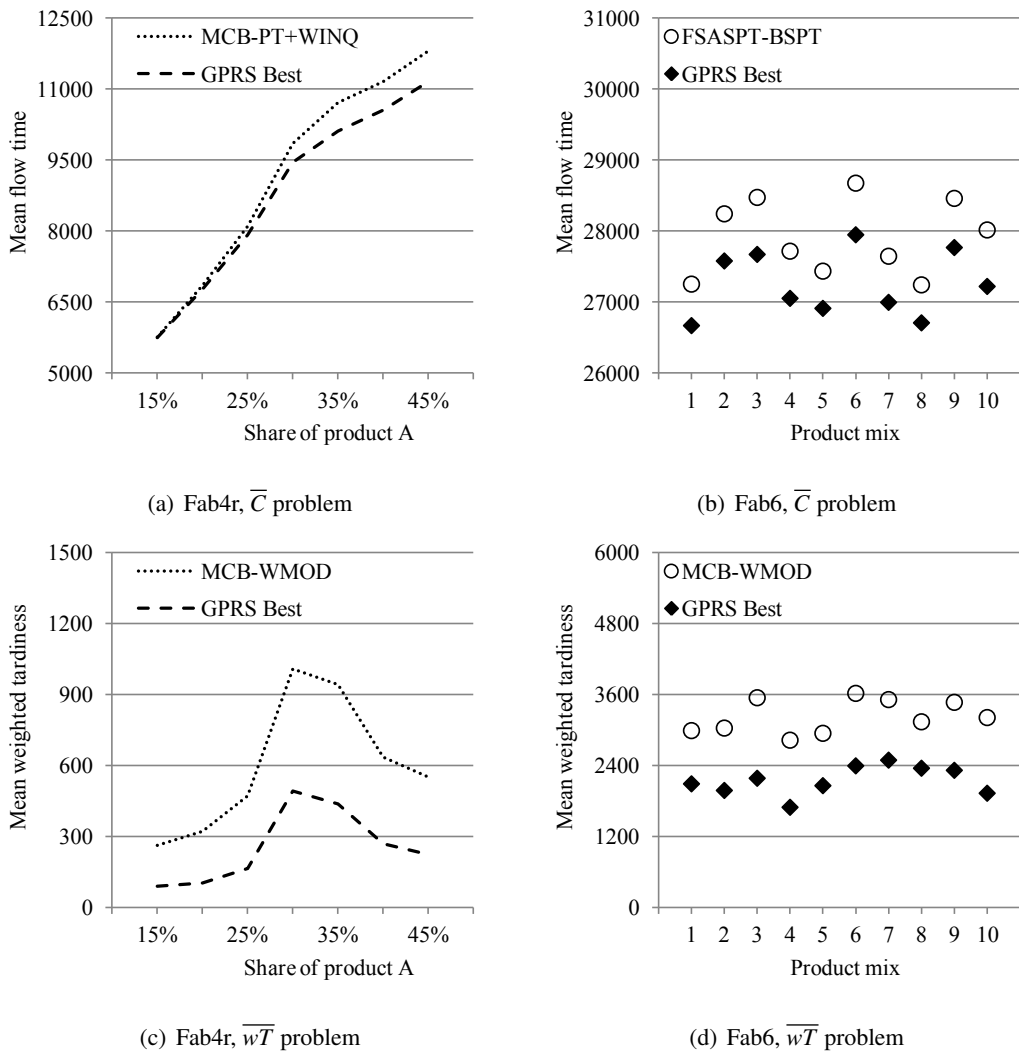 12500
11000
9500
8000
6500
5000
Mean flow time
MCB-PT+WINQ
GPRS Best
15% 25% 35% 45%
Share of product A
(a) Fab4r, C̅ problem
31000
30000
29000
28000
27000
26000
Mean flow time
FSASPT-BSPT
GPRS Best
1 2 3 4 5 6 7 8 9 10
Product mix
(b) Fab6, C̅ problem
1500
1200
900
600
300
0
Mean weighted tardiness
MCB-WMOD
GPRS Best
15% 25% 35% 45%
Share of product A
(c) Fab4r, w̅T̅ problem
6000
4800
3600
2400
1200
0
Mean weighted tardiness
MCB-WMOD
GPRS Best
1 2 3 4 5 6 7 8 9 10
Product mix
(d) Fab6, w̅T̅ problem